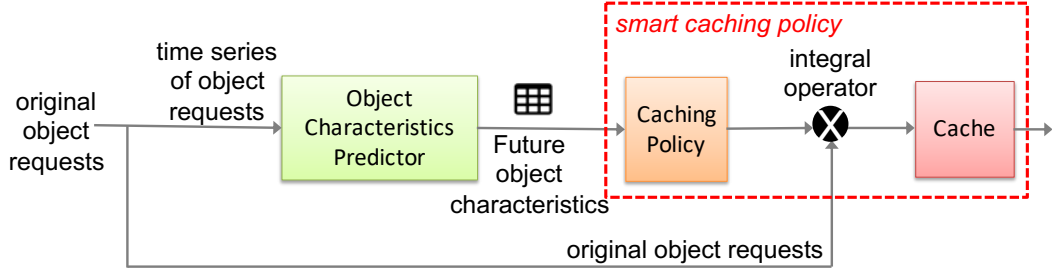 smart caching policy
time series
of object
requests
original
object
requests
Object
Characteristics
Predictor
Future
object
characteristics
Caching
Policy
integral
operator
X
Cache
original object requests